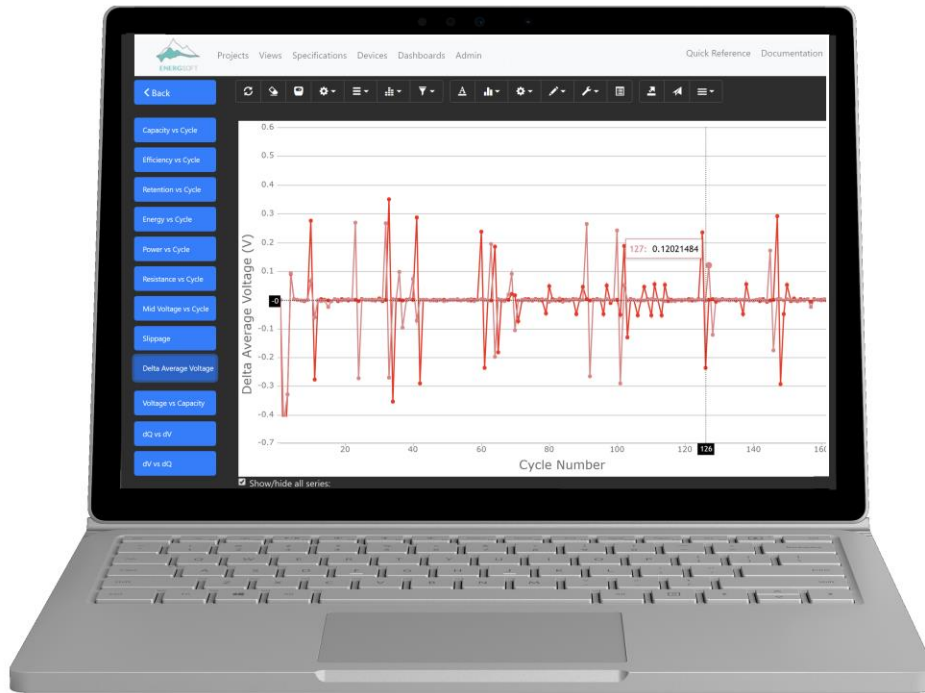 ENERGSOFT
Projects Views Specifications Devices Dashboards Admin
Quick Reference Documentation
Back
Capacity vs Cycle
Efficiency vs Cycle
Retention vs Cycle
Energy vs Cycle
Power vs Cycle
Resistance vs Cycle
Mid Voltage vs Cycle
Slippage
Delta Average Voltage
Voltage vs Capacity
dQ vs dV
dV vs dQ
Delta Average Voltage (V)
0.6
0.5
0.4
0.3
0.2
0.1
-0
-0.1
-0.2
-0.3
-0.4
-0.7
127: 0.12021484
20 40 60 80 100 120 126 140 160
Cycle Number
Show/hide all series: